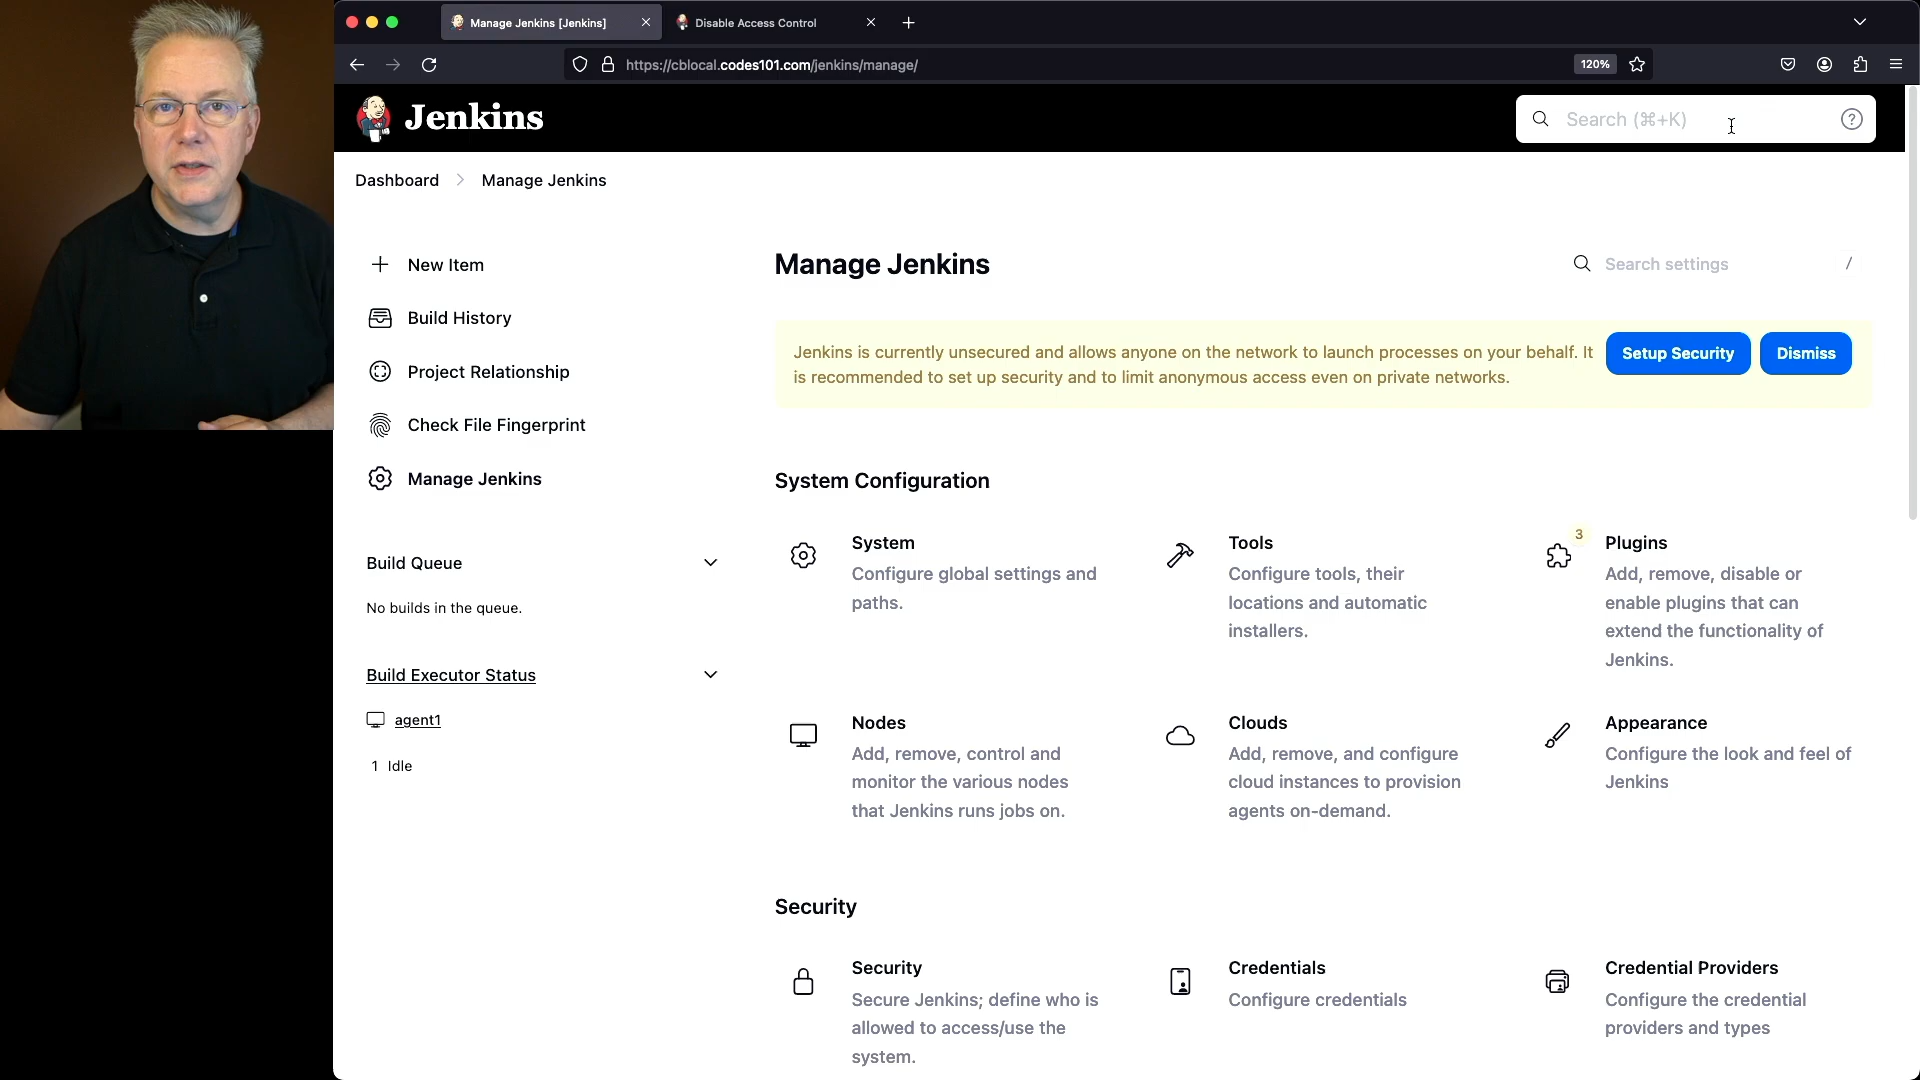 Manage Jenkins [Jenkins]
Disable Access Control
https://cblocal.codes101.com/jenkins/manage/
120%
Jenkins
Search (⌘+K)
Dashboard
Manage Jenkins
New Item
Build History
Project Relationship
Check File Fingerprint
Manage Jenkins
Build Queue
No builds in the queue.
Build Executor Status
agent1
1 Idle
Manage Jenkins
Search settings /
Jenkins is currently unsecured and allows anyone on the network to launch processes on your behalf. It
is recommended to set up security and to limit anonymous access even on private networks.
Setup Security
Dismiss
System Configuration
System
Configure global settings and
paths.
Tools
Configure tools, their
locations and automatic
installers.
3
Plugins
Add, remove, disable or
enable plugins that can
extend the functionality of
Jenkins.
Nodes
Add, remove, control and
monitor the various nodes
that Jenkins runs jobs on.
Clouds
Add, remove, and configure
cloud instances to provision
agents on-demand.
Appearance
Configure the look and feel of
Jenkins
Security
Security
Secure Jenkins; define who is
allowed to access/use the
system.
Credentials
Configure credentials
Credential Providers
Configure the credential
providers and types